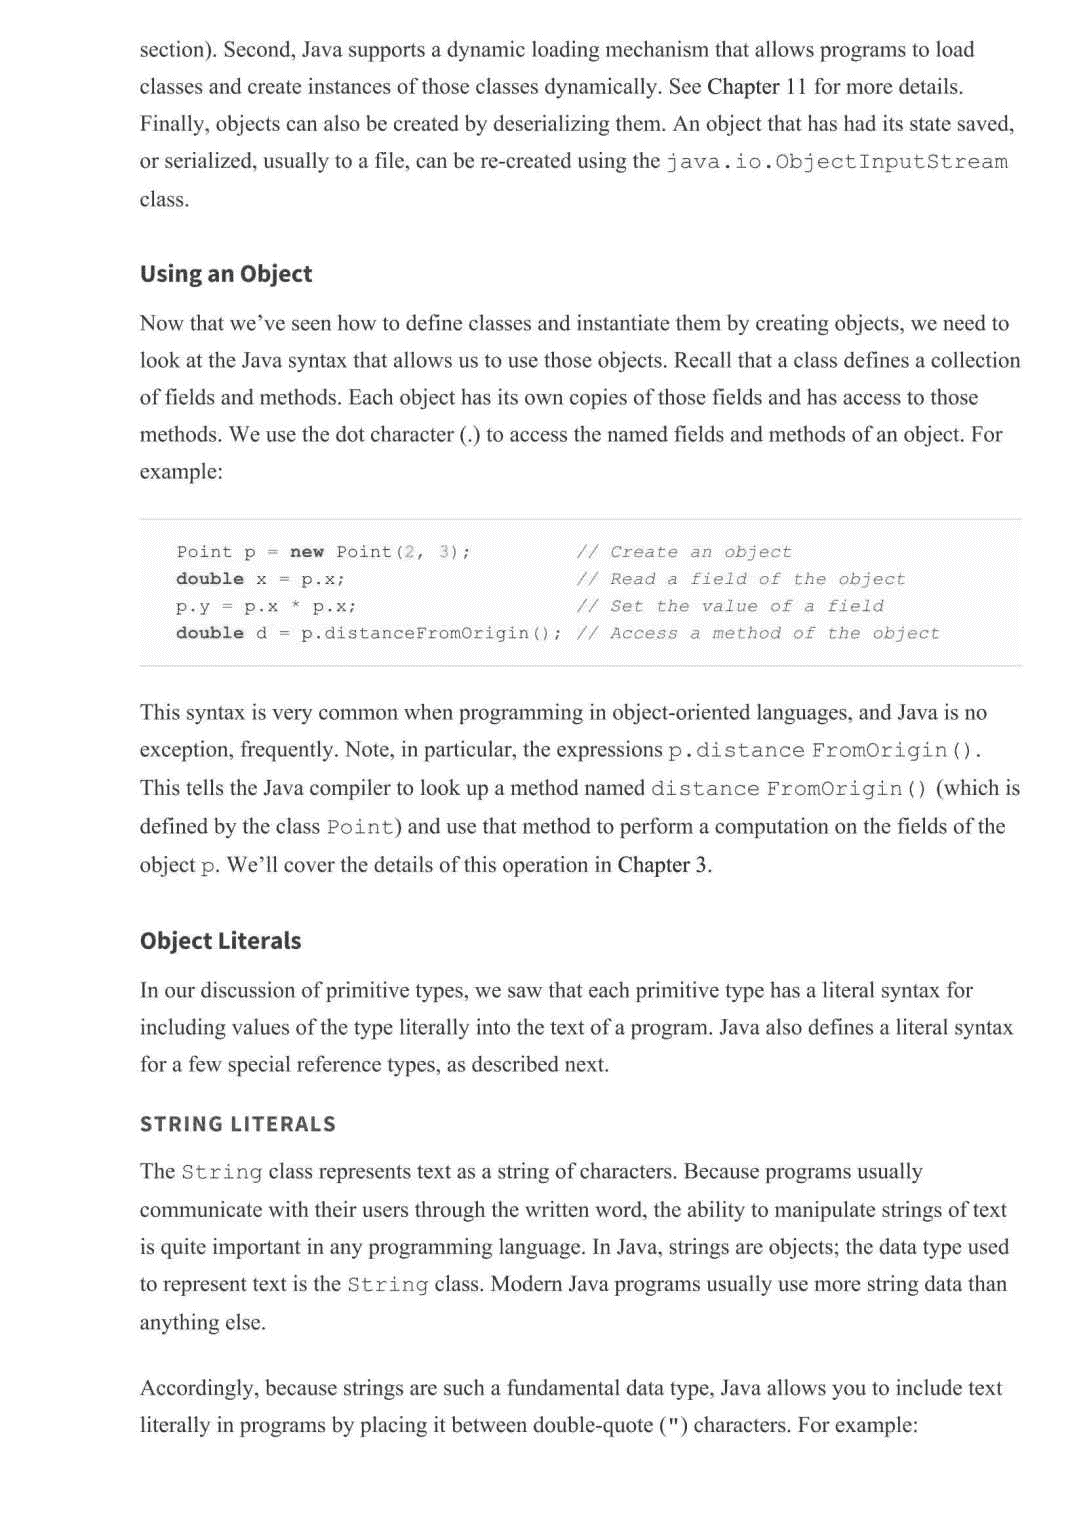 section). Second, Java supports a dynamic loading mechanism that allows programs to load
classes and create instances of those classes dynamically. See Chapter 11 for more details.
Finally, objects can also be created by deserializing them. An object that has had its state saved,
or serialized, usually to a file, can be re-created using the java.io.ObjectInputStream
class.
Using an Object
Now that we’ve seen how to define classes and instantiate them by creating objects, we need to
look at the Java syntax that allows us to use those objects. Recall that a class defines a collection
of fields and methods. Each object has its own copies of those fields and has access to those
methods. We use the dot character (.) to access the named fields and methods of an object. For
example:
Point p = new Point(2, 3);         // Create an object
double x = p.x;                    // Read a field of the object
p.y = p.x * p.x;                   // Set the value of a field
double d = p.distanceFromOrigin(); // Access a method of the object
This syntax is very common when programming in object-oriented languages, and Java is no
exception, frequently. Note, in particular, the expressions p.distance FromOrigin().
This tells the Java compiler to look up a method named distance FromOrigin() (which is
defined by the class Point) and use that method to perform a computation on the fields of the
object p. We’ll cover the details of this operation in Chapter 3.
Object Literals
In our discussion of primitive types, we saw that each primitive type has a literal syntax for
including values of the type literally into the text of a program. Java also defines a literal syntax
for a few special reference types, as described next.
STRING LITERALS
The String class represents text as a string of characters. Because programs usually
communicate with their users through the written word, the ability to manipulate strings of text
is quite important in any programming language. In Java, strings are objects; the data type used
to represent text is the String class. Modern Java programs usually use more string data than
anything else.
Accordingly, because strings are such a fundamental data type, Java allows you to include text
literally in programs by placing it between double-quote (") characters. For example: